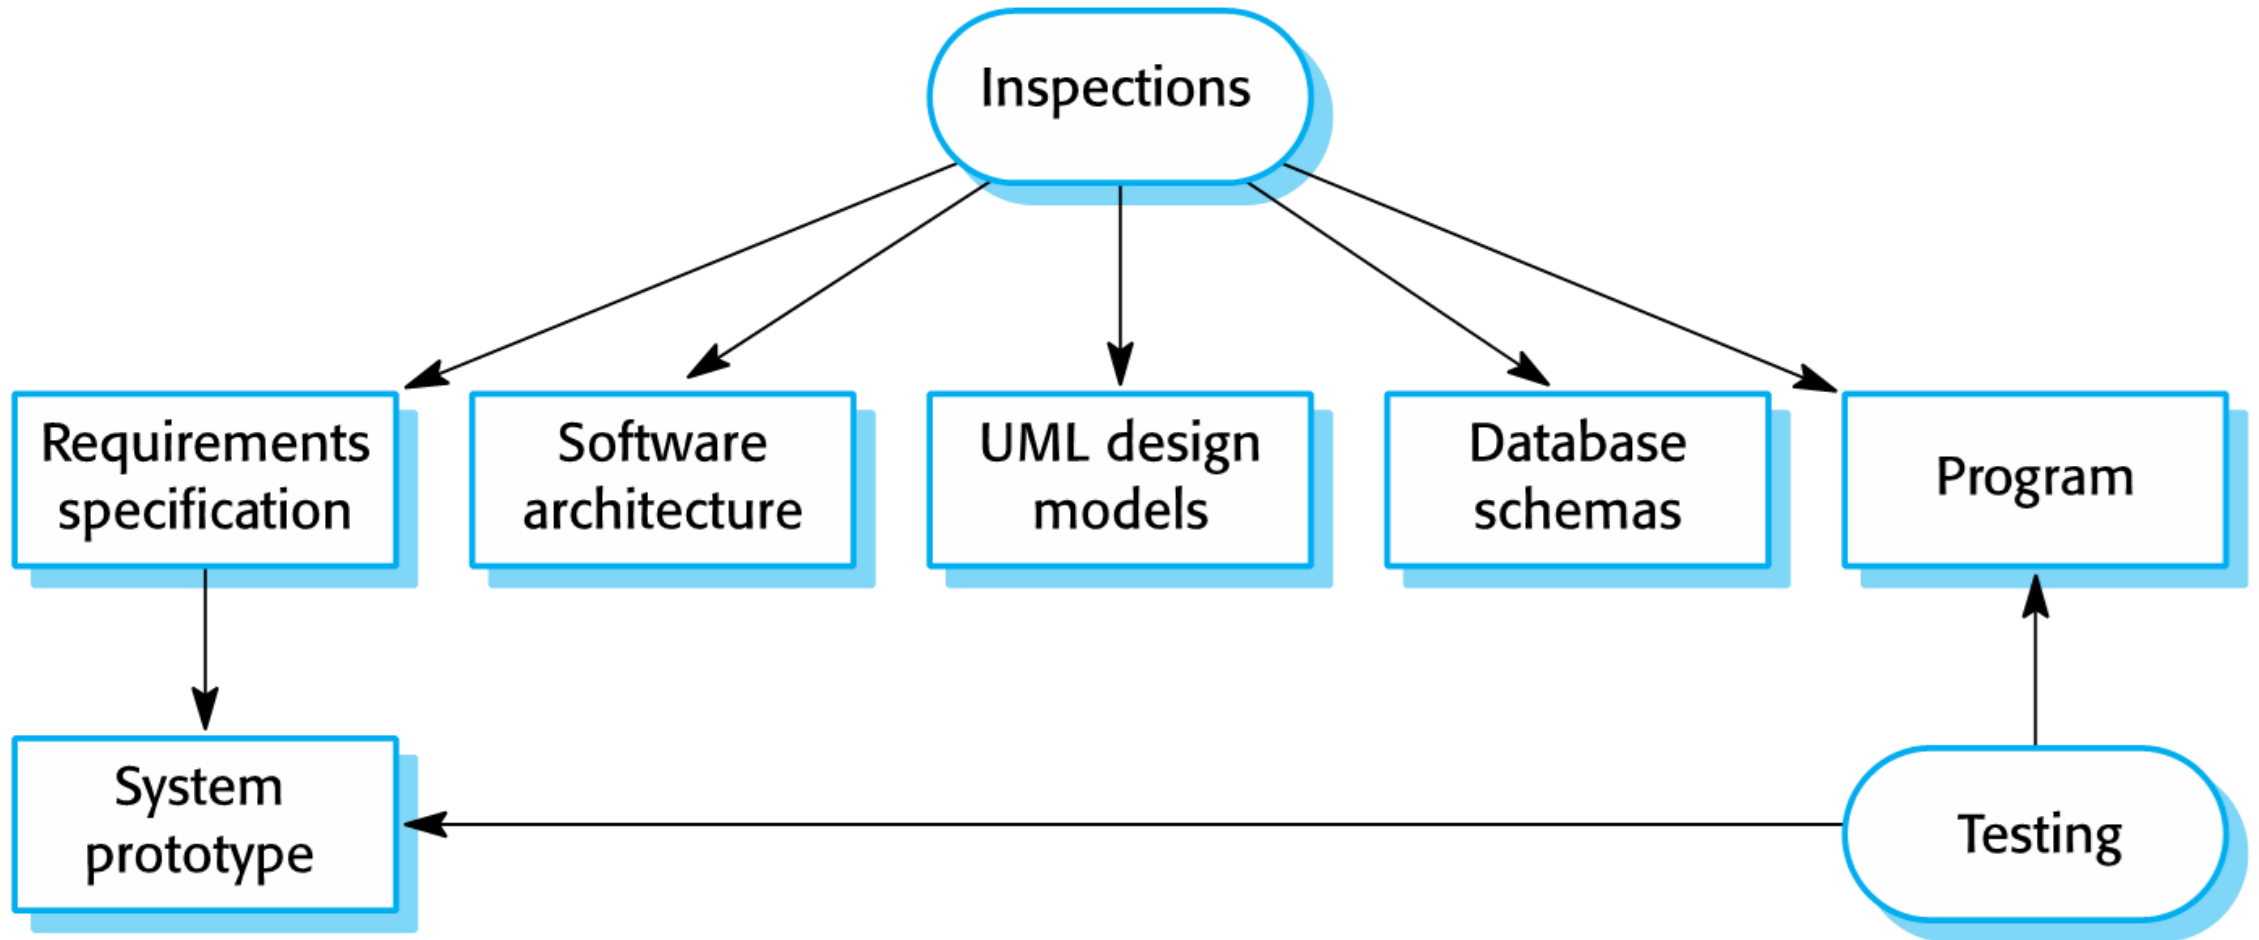 Inspections
Requirements
specification
Software
architecture
UML design
models
Database
schemas
Program
System
prototype
Testing